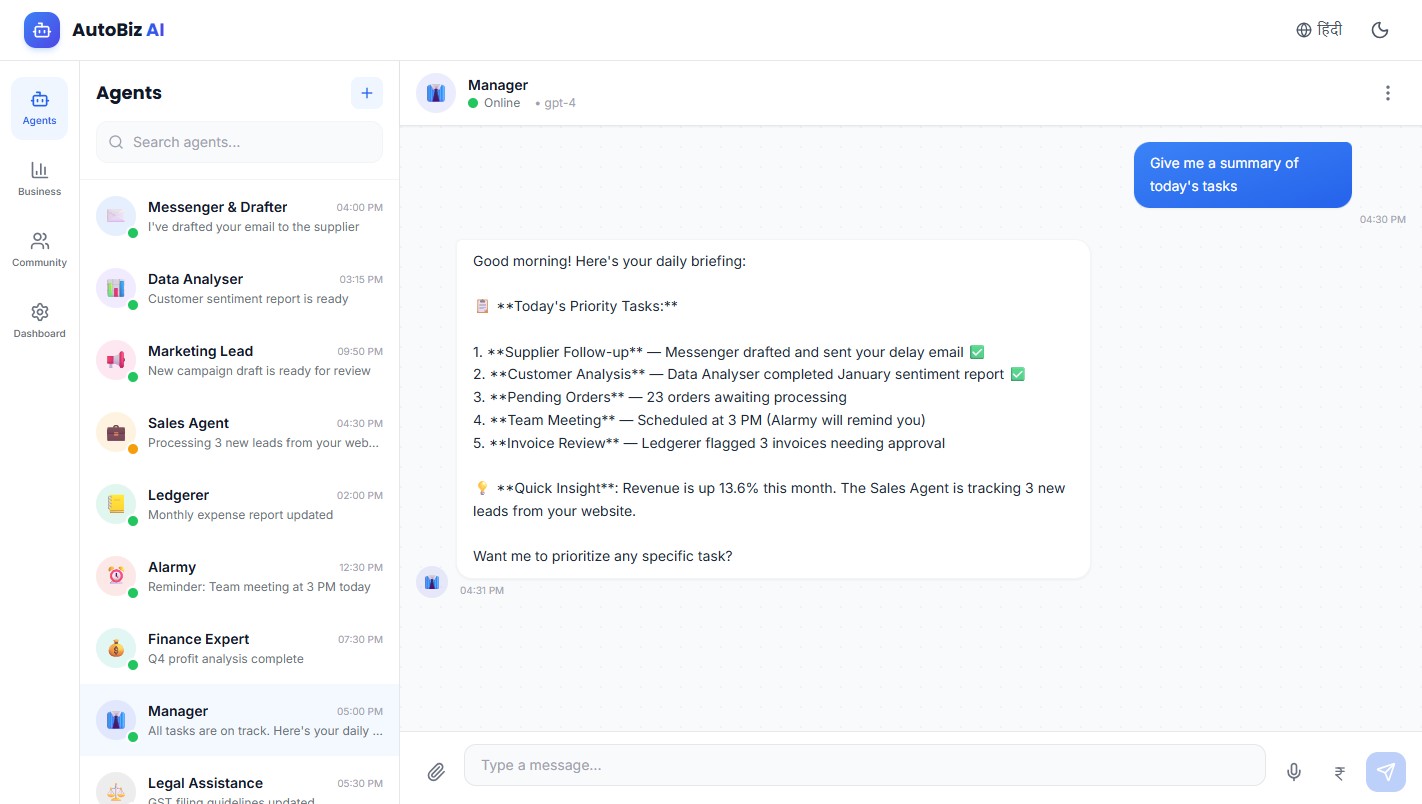 AutoBiz AI
हिंदी
Agents
Business
Community
Dashboard
Agents
Search agents...
Messenger & Drafter 04:00 PM
I've drafted your email to the supplier
Data Analyser 03:15 PM
Customer sentiment report is ready
Marketing Lead 09:50 PM
New campaign draft is ready for review
Sales Agent 04:30 PM
Processing 3 new leads from your web...
Ledgerer 02:00 PM
Monthly expense report updated
Alarmy 12:30 PM
Reminder: Team meeting at 3 PM today
Finance Expert 07:30 PM
Q4 profit analysis complete
Manager 05:00 PM
All tasks are on track. Here's your daily ...
Legal Assistance 05:30 PM
GST filing guidelines updated
Manager
Online • gpt-4
Give me a summary of
today's tasks
04:30 PM
Good morning! Here's your daily briefing:
📋 **Today's Priority Tasks:**
1. **Supplier Follow-up** — Messenger drafted and sent your delay email ✅
2. **Customer Analysis** — Data Analyser completed January sentiment report ✅
3. **Pending Orders** — 23 orders awaiting processing
4. **Team Meeting** — Scheduled at 3 PM (Alarmy will remind you)
5. **Invoice Review** — Ledgerer flagged 3 invoices needing approval
💡 **Quick Insight**: Revenue is up 13.6% this month. The Sales Agent is tracking 3 new
leads from your website.
Want me to prioritize any specific task?
04:31 PM
Type a message...
₹